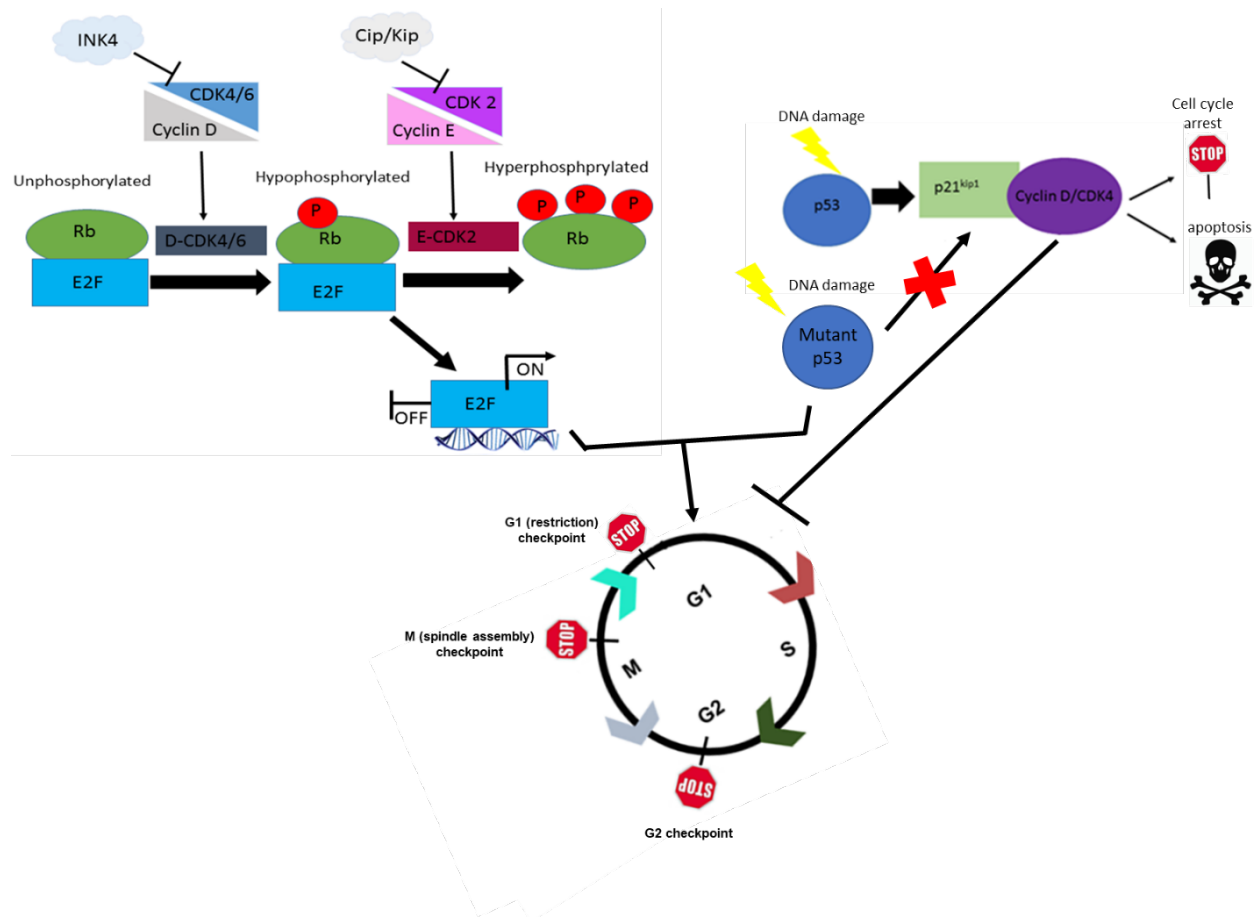 INK4
CDK4/6
Cyclin D
Cip/Kip
CDK 2
Cyclin E
Unphosphorylated
Hypophosphorylated
Hyperphosphprylated
Rb
E2F
D-CDK4/6
P
Rb
E2F
E-CDK2
P
P
P
Rb
ON
OFF
E2F
DNA damage
p53
p21kip1
Cyclin D/CDK4
Cell cycle
arrest
STOP
apoptosis
DNA damage
Mutant
p53
G1 (restriction)
checkpoint
STOP
M (spindle assembly)
checkpoint
STOP
G1
S
M
G2
STOP
G2 checkpoint